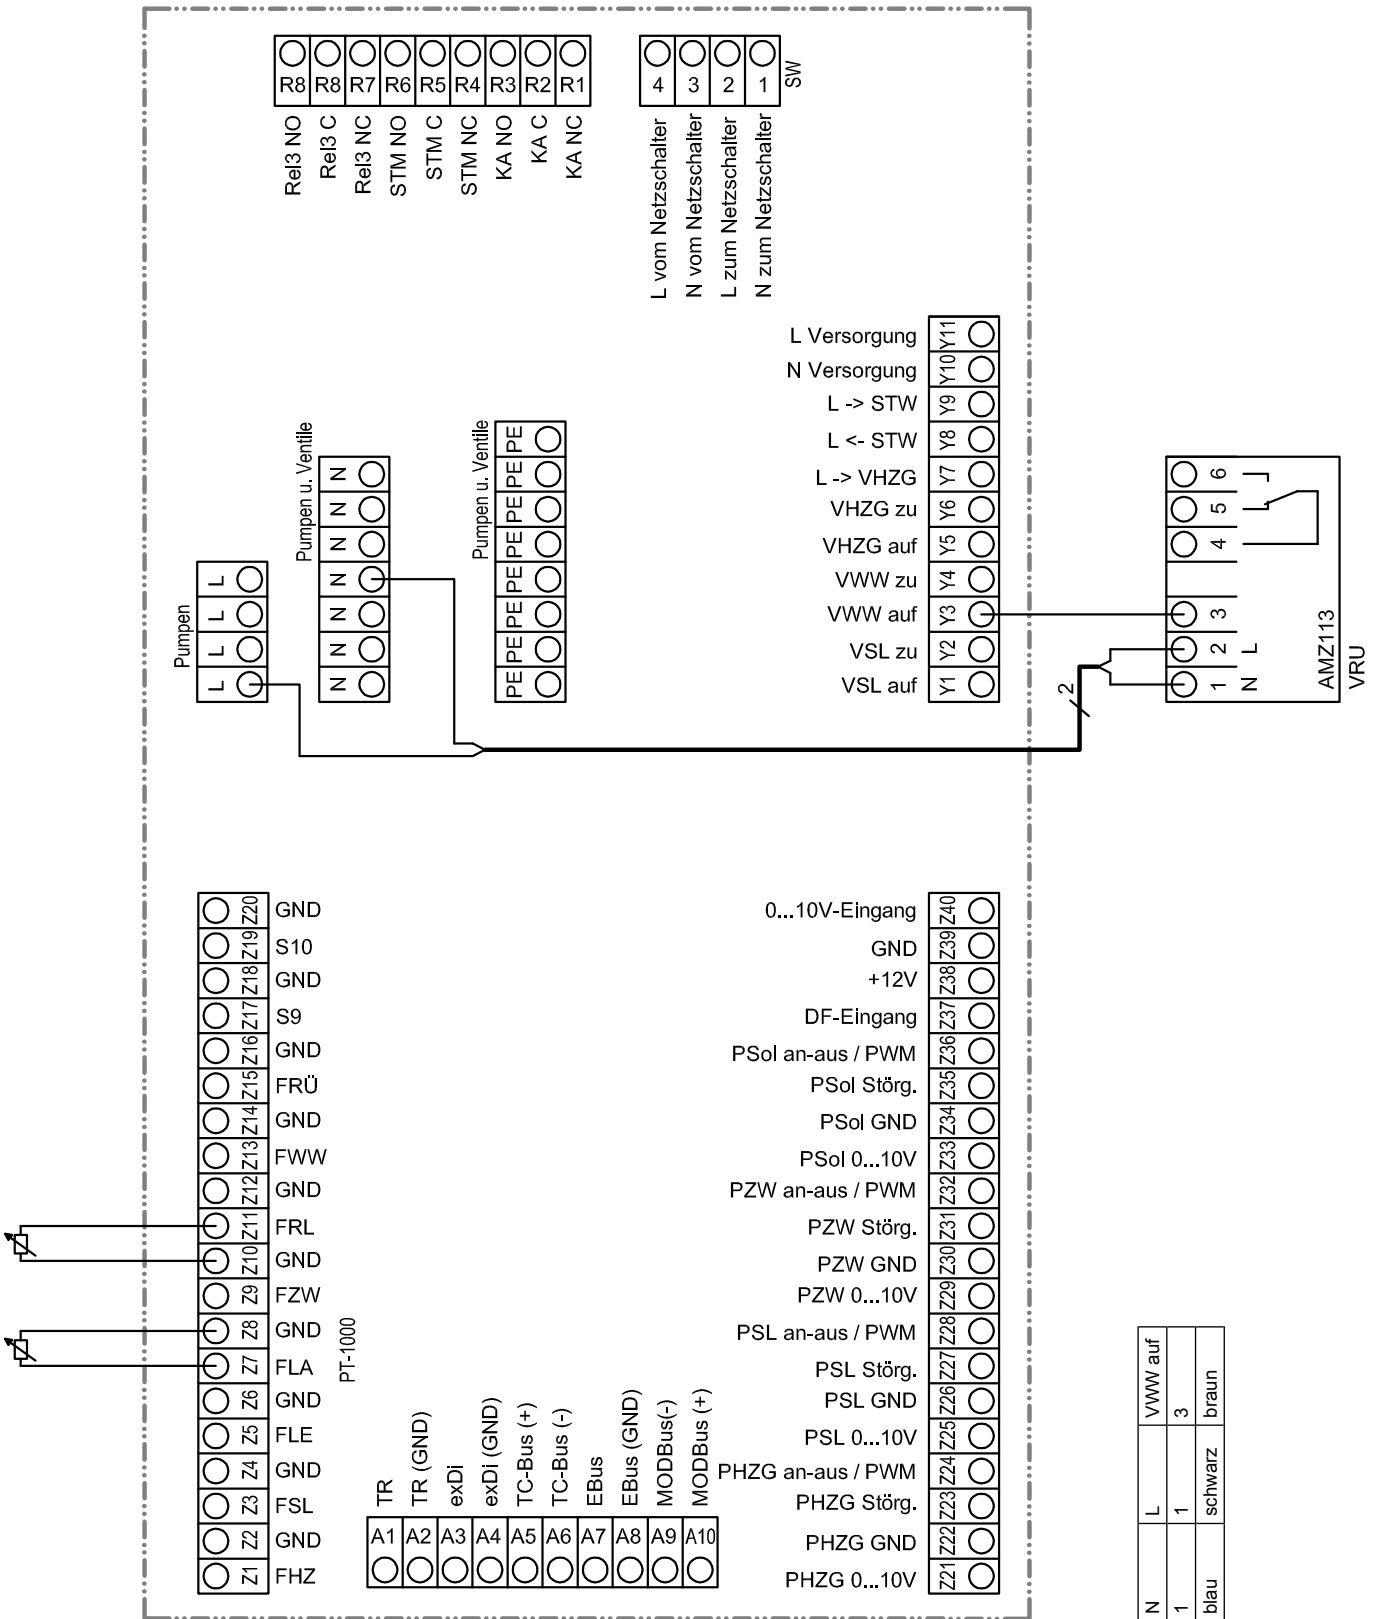 R8 R8 R7 R6 R5 R4 R3 R2 R1
Rel3 NO
Rel3 C
Rel3 NC
STM NO
STM C
STM NC
KA NO
KA C
KA NC
4 3 2 1
SW
L vom Netzschalter
N vom Netzschalter
L zum Netzschalter
N zum Netzschalter
Pumpen
L
L
L
L
Pumpen u. Ventile
N
N
N
N
N
N
N
Pumpen u. Ventile
PE
PE
PE
PE
PE
PE
PE
PE
L Versorgung Y11
N Versorgung Y10
L -> STW Y9
L <- STW Y8
L -> VHZG Y7
VHZG zu Y6
VHZG auf Y5
VWW zu Y4
VWW auf Y3
VSL zu Y2
VSL auf Y1
2
6
5
4
3
2 L
1 N
AMZ113
VRU
Z20 GND
Z19 S10
Z18 GND
Z17 S9
Z16 GND
Z15 FRÜ
Z14 GND
Z13 FWW
Z12 GND
Z11 FRL
Z10 GND
Z9 FZW
Z8 GND
Z7 FLA
Z6 GND
Z5 FLE
Z4 GND
Z3 FSL
Z2 GND
Z1 FHZ
PT-1000
TR
TR (GND)
exDi
exDi (GND)
TC-Bus (+)
TC-Bus (-)
EBus
EBus (GND)
MODBus(-)
MODBus (+)
A1 A2 A3 A4 A5 A6 A7 A8 A9 A10
0...10V-Eingang Z40
GND Z39
+12V Z38
DF-Eingang Z37
PSol an-aus / PWM Z36
PSol Störg. Z35
PSol GND Z34
PSol 0...10V Z33
PZW an-aus / PWM Z32
PZW Störg. Z31
PZW GND Z30
PZW 0...10V Z29
PSL an-aus / PWM Z28
PSL Störg. Z27
PSL GND Z26
PSL 0...10V Z25
PHZG an-aus / PWM Z24
PHZG Störg. Z23
PHZG GND Z22
PHZG 0...10V Z21
N L VWW auf
1 1 3
blau schwarz braun